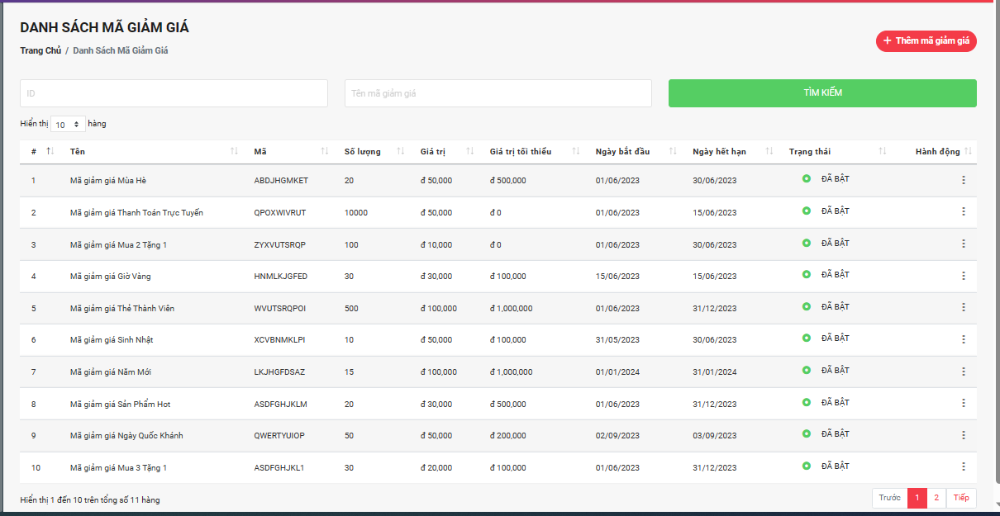 DANH SÁCH MÃ GIẢM GIÁ
Trang Chủ / Danh Sách Mã Giảm Giá
+ Thêm mã giảm giá
ID
Tên mã giảm giá
TÌM KIẾM
Hiển thị 10 hàng
# Tên Mã Số lượng Giá trị Giá trị tối thiểu Ngày bắt đầu Ngày hết hạn Trạng thái Hành động
1 Mã giảm giá Mùa Hè ABDJHGMKET 20 đ 50,000 đ 500,000 01/06/2023 30/06/2023 ĐÃ BẬT
2 Mã giảm giá Thanh Toán Trực Tuyến QPOXWIVRUT 10000 đ 50,000 đ 0 01/06/2023 15/06/2023 ĐÃ BẬT
3 Mã giảm giá Mua 2 Tặng 1 ZYXVUTSRQP 100 đ 10,000 đ 0 01/06/2023 30/06/2023 ĐÃ BẬT
4 Mã giảm giá Giờ Vàng HNMLKJGFED 30 đ 30,000 đ 100,000 15/06/2023 15/06/2023 ĐÃ BẬT
5 Mã giảm giá Thẻ Thành Viên WVUTSRQPOI 500 đ 100,000 đ 1,000,000 01/06/2023 31/12/2023 ĐÃ BẬT
6 Mã giảm giá Sinh Nhật XCVBNMKLPI 10 đ 50,000 đ 100,000 31/05/2023 30/06/2023 ĐÃ BẬT
7 Mã giảm giá Năm Mới LKJHGFDSAZ 15 đ 100,000 đ 1,000,000 01/01/2024 31/01/2024 ĐÃ BẬT
8 Mã giảm giá Sản Phẩm Hot ASDFGHJKLM 20 đ 30,000 đ 500,000 01/06/2023 31/12/2023 ĐÃ BẬT
9 Mã giảm giá Ngày Quốc Khánh QWERTYUIOP 50 đ 50,000 đ 200,000 02/09/2023 03/09/2023 ĐÃ BẬT
10 Mã giảm giá Mua 3 Tặng 1 ASDFGHJKL1 30 đ 20,000 đ 100,000 01/06/2023 31/12/2023 ĐÃ BẬT
Hiển thị 1 đến 10 trên tổng số 11 hàng
Trước 1 2 Tiếp